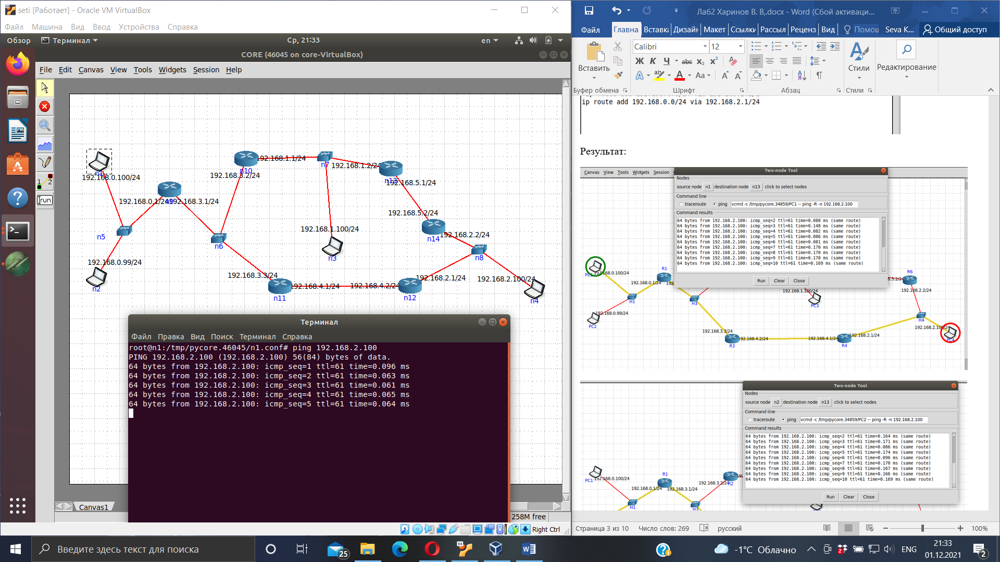 seti [Работает] - Oracle VM VirtualBox
Файл Машина Вид Ввод Устройства Справка
Обзор Терминал Ср, 21:33 en
CORE (46045 on core-VirtualBox)
File Edit Canvas View Tools Widgets Session Help
n1
192.168.0.100/24
n10
192.168.1.1/24
192.168.3.2/24
n7
192.168.1.2/24
n13
192.168.5.1/24
192.168.0.1/24
n9
192.168.3.1/24
192.168.5.2/24
192.168.1.100/24
n5
n6
n14
192.168.2.2/24
n3
n8
192.168.0.99/24
n2
192.168.3.3/24
n11
192.168.4.1/24
192.168.4.2/24
n12
192.168.2.1/24
192.168.2.100/24
n4
run
Терминал
Файл Правка Вид Поиск Терминал Справка
root@n1:/tmp/pycore.46045/n1.conf# ping 192.168.2.100
PING 192.168.2.100 (192.168.2.100) 56(84) bytes of data.
64 bytes from 192.168.2.100: icmp_seq=1 ttl=61 time=0.096 ms
64 bytes from 192.168.2.100: icmp_seq=2 ttl=61 time=0.063 ms
64 bytes from 192.168.2.100: icmp_seq=3 ttl=61 time=0.061 ms
64 bytes from 192.168.2.100: icmp_seq=4 ttl=61 time=0.065 ms
64 bytes from 192.168.2.100: icmp_seq=5 ttl=61 time=0.064 ms
Canvas1
258M free
Right Ctrl
Лаб2 Харинов В. В,.docx - Word (Сбой активаци...
Файл Главна Вставка Дизайн Макет Ссылки Рассыл Реценз Вид Помощ Seva K... Общий доступ
Calibri 12
Вставить
Ж К Ч abc x₂ x²
Стили
Редактирование
Буфер обмена Шрифт Абзац Стили
ip route add 192.168.0.0/24 via 192.168.2.1/24
Результат:
Canvas View Tools Widgets Session
Two-node Tool
Nodes
source node n1 destination node n13 click to select nodes
Command line
traceroute ping vcmd -c /tmp/pycore.34859/PC1 -- ping -R -n 192.168.2.100
Command results
64 bytes from 192.168.2.100: icmp_seq=2 ttl=61 time=0.080 ms (same route)
64 bytes from 192.168.2.100: icmp_seq=3 ttl=61 time=0.148 ms (same route)
64 bytes from 192.168.2.100: icmp_seq=4 ttl=61 time=0.082 ms (same route)
64 bytes from 192.168.2.100: icmp_seq=5 ttl=61 time=0.086 ms (same route)
64 bytes from 192.168.2.100: icmp_seq=6 ttl=61 time=0.081 ms (same route)
64 bytes from 192.168.2.100: icmp_seq=7 ttl=61 time=0.170 ms (same route)
64 bytes from 192.168.2.100: icmp_seq=8 ttl=61 time=0.170 ms (same route)
64 bytes from 192.168.2.100: icmp_seq=9 ttl=61 time=0.170 ms (same route)
64 bytes from 192.168.2.100: icmp_seq=10 ttl=61 time=0.169 ms (same route)
Run Clear Close
R1
192.168.0.100/24
192.168.0.1/24
R6
192.168.2.2/24
192.168.1.100/24
H1
H3
PC3
192.168.0.99/24
PC2
H4
192.168.3.3/24
192.168.2.100/24
R3
192.168.4.2/24
192.168.4.1/24
R4
192.168.2.1/24
PC4
Two-node Tool
Nodes
source node n2 destination node n13 click to select nodes
Command line
traceroute ping vcmd -c /tmp/pycore.34859/PC2 -- ping -R -n 192.168.2.100
Command results
64 bytes from 192.168.2.100: icmp_seq=2 ttl=61 time=0.164 ms (same route)
64 bytes from 192.168.2.100: icmp_seq=3 ttl=61 time=0.171 ms (same route)
64 bytes from 192.168.2.100: icmp_seq=4 ttl=61 time=0.086 ms (same route)
64 bytes from 192.168.2.100: icmp_seq=5 ttl=61 time=0.174 ms (same route)
64 bytes from 192.168.2.100: icmp_seq=6 ttl=61 time=0.096 ms (same route)
64 bytes from 192.168.2.100: icmp_seq=7 ttl=61 time=0.170 ms (same route)
64 bytes from 192.168.2.100: icmp_seq=8 ttl=61 time=0.167 ms (same route)
64 bytes from 192.168.2.100: icmp_seq=9 ttl=61 time=0.166 ms (same route)
64 bytes from 192.168.2.100: icmp_seq=10 ttl=61 time=0.169 ms (same route)
Run Clear Close
PC1
192.168.0.100/24
R1
192.168.0.1/24
192.168.3.1/24
192.168.3.2/24
R2
H1
H3
Страница 3 из 10 Число слов: 269 русский 100%
Введите здесь текст для поиска
25
-1°C Облачно
ENG
21:33
01.12.2021
2